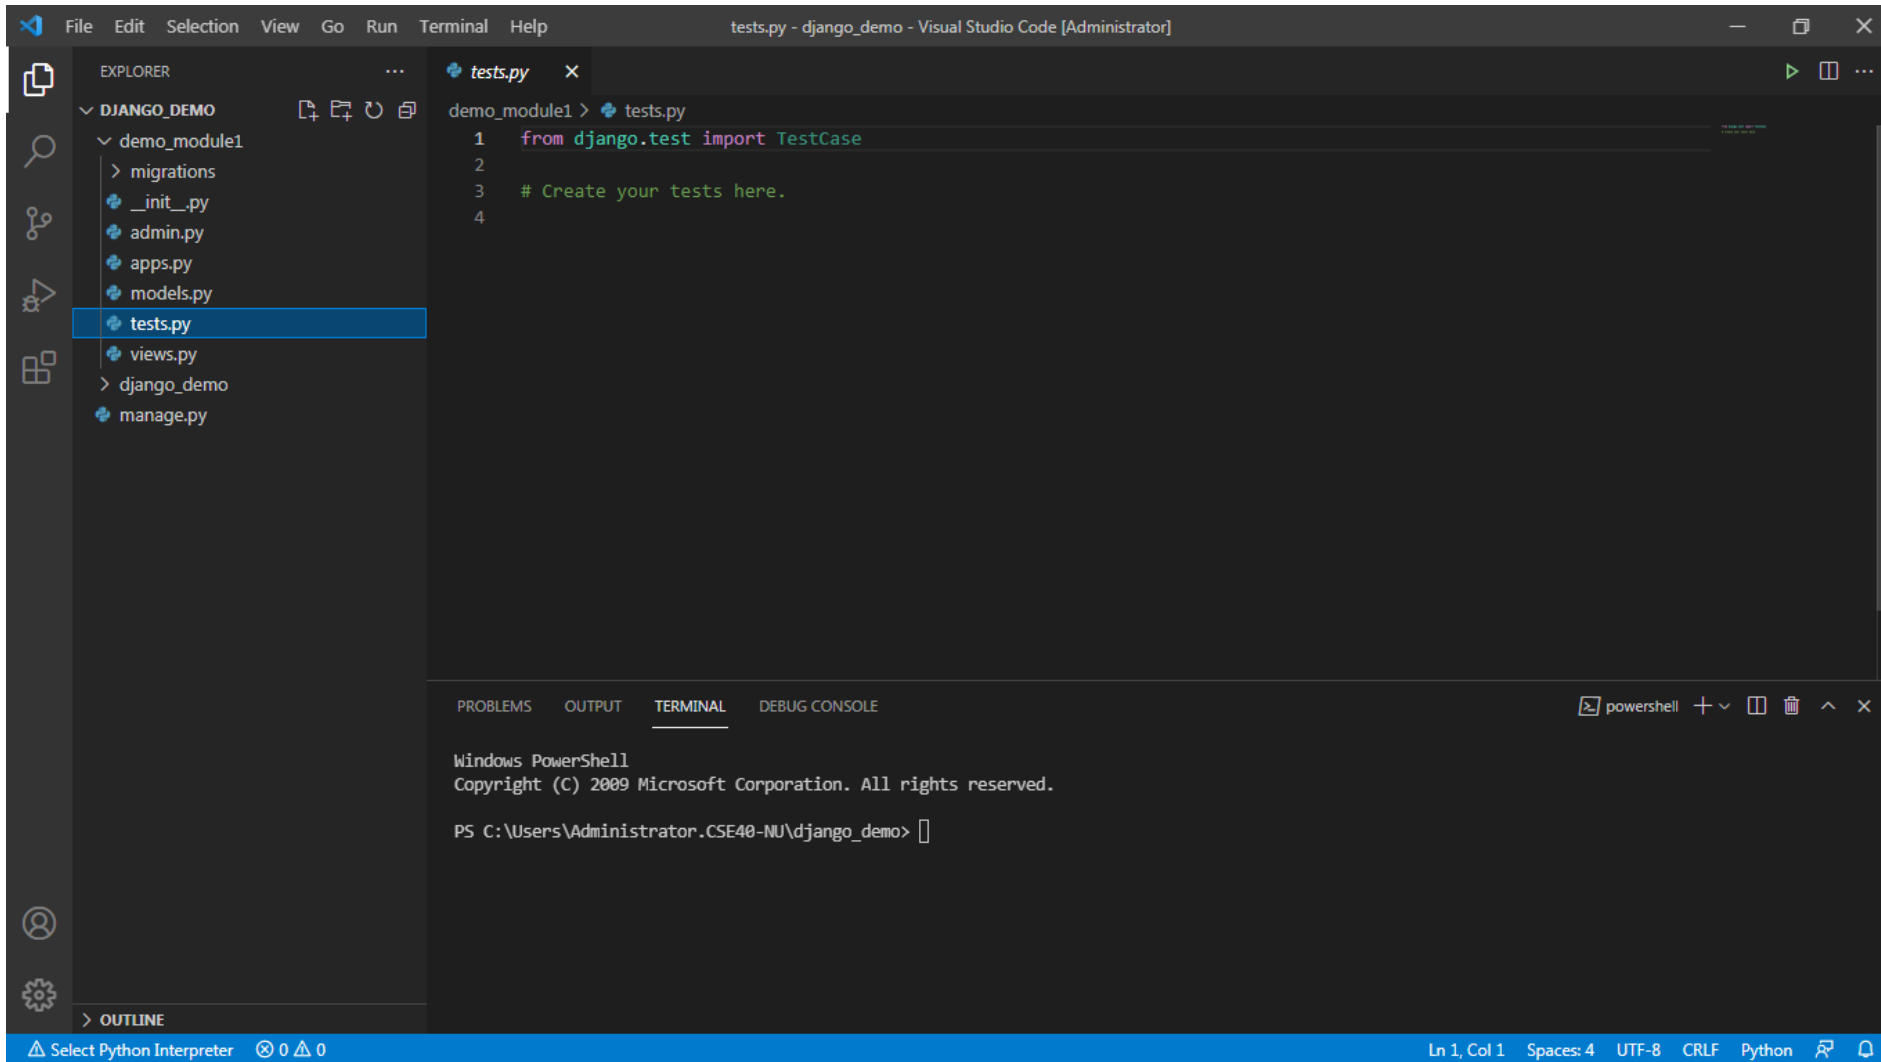 File Edit Selection View Go Run Terminal Help tests.py - django_demo - Visual Studio Code [Administrator]
EXPLORER ···
DJANGO_DEMO
demo_module1
migrations
__init__.py
admin.py
apps.py
models.py
tests.py
views.py
django_demo
manage.py
OUTLINE
tests.py
demo_module1 > tests.py
1 from django.test import TestCase
2
3 # Create your tests here.
4
PROBLEMS OUTPUT TERMINAL DEBUG CONSOLE powershell
Windows PowerShell
Copyright (C) 2009 Microsoft Corporation. All rights reserved.
PS C:\Users\Administrator.CSE40-NU\django_demo>
Select Python Interpreter 0 0 Ln 1, Col 1 Spaces: 4 UTF-8 CRLF Python